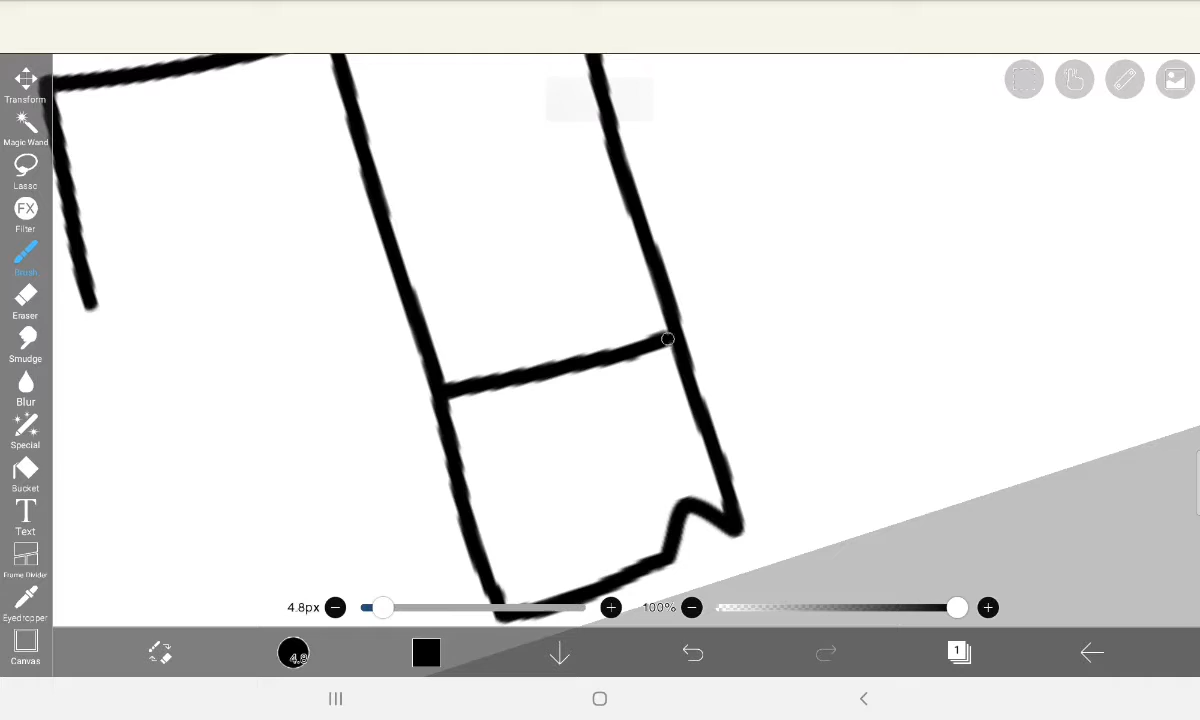 Transform
Magic Wand
Lasso
FX
Filter
Brush
Eraser
Smudge
Blur
Special
Bucket
T
Text
Frame Divider
Eyedropper
Canvas
4.8px
100%
4.8
1